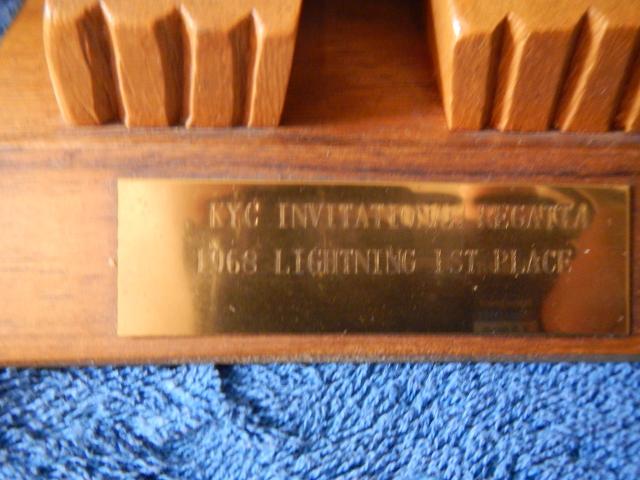 KYC INVITATIONAL REGATTA
1968 LIGHTNING 1ST PLACE